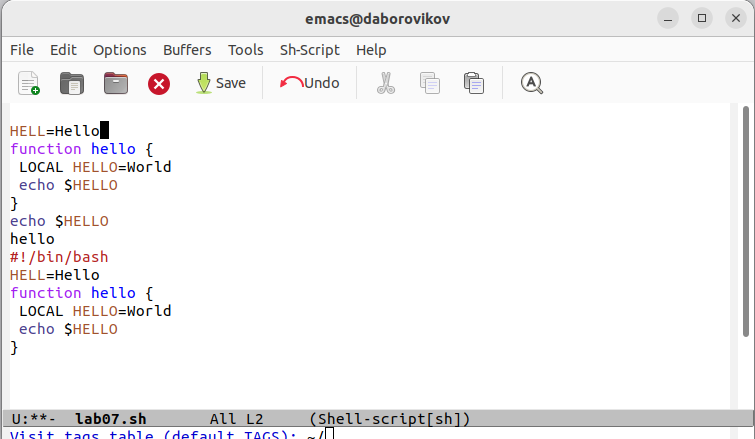 emacs@daborovikov
File Edit Options Buffers Tools Sh-Script Help
Save Undo
HELL=Hello
function hello {
 LOCAL HELLO=World
 echo $HELLO
}
echo $HELLO
hello
#!/bin/bash
HELL=Hello
function hello {
 LOCAL HELLO=World
 echo $HELLO
}
U:**- lab07.sh All L2 (Shell-script[sh])
Visit tags table (default TAGS): ~/